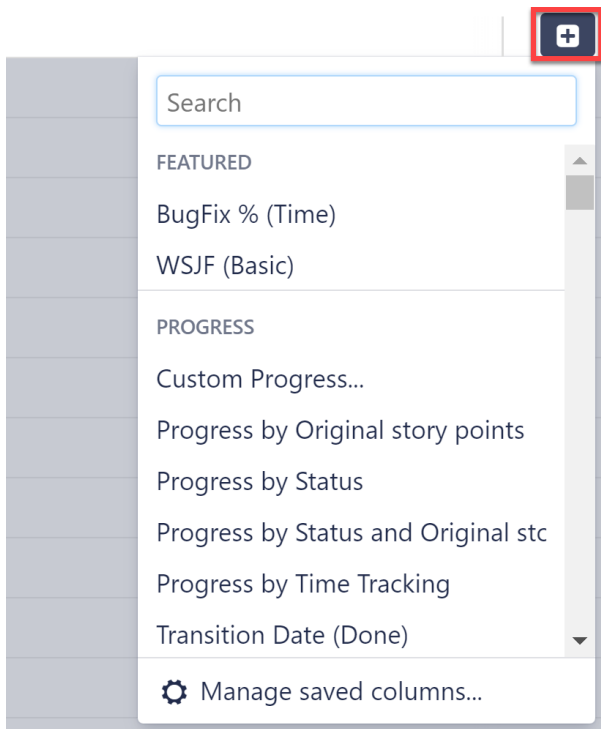 Search
FEATURED
BugFix % (Time)
WSJF (Basic)
PROGRESS
Custom Progress...
Progress by Original story points
Progress by Status
Progress by Status and Original stc
Progress by Time Tracking
Transition Date (Done)
Manage saved columns...